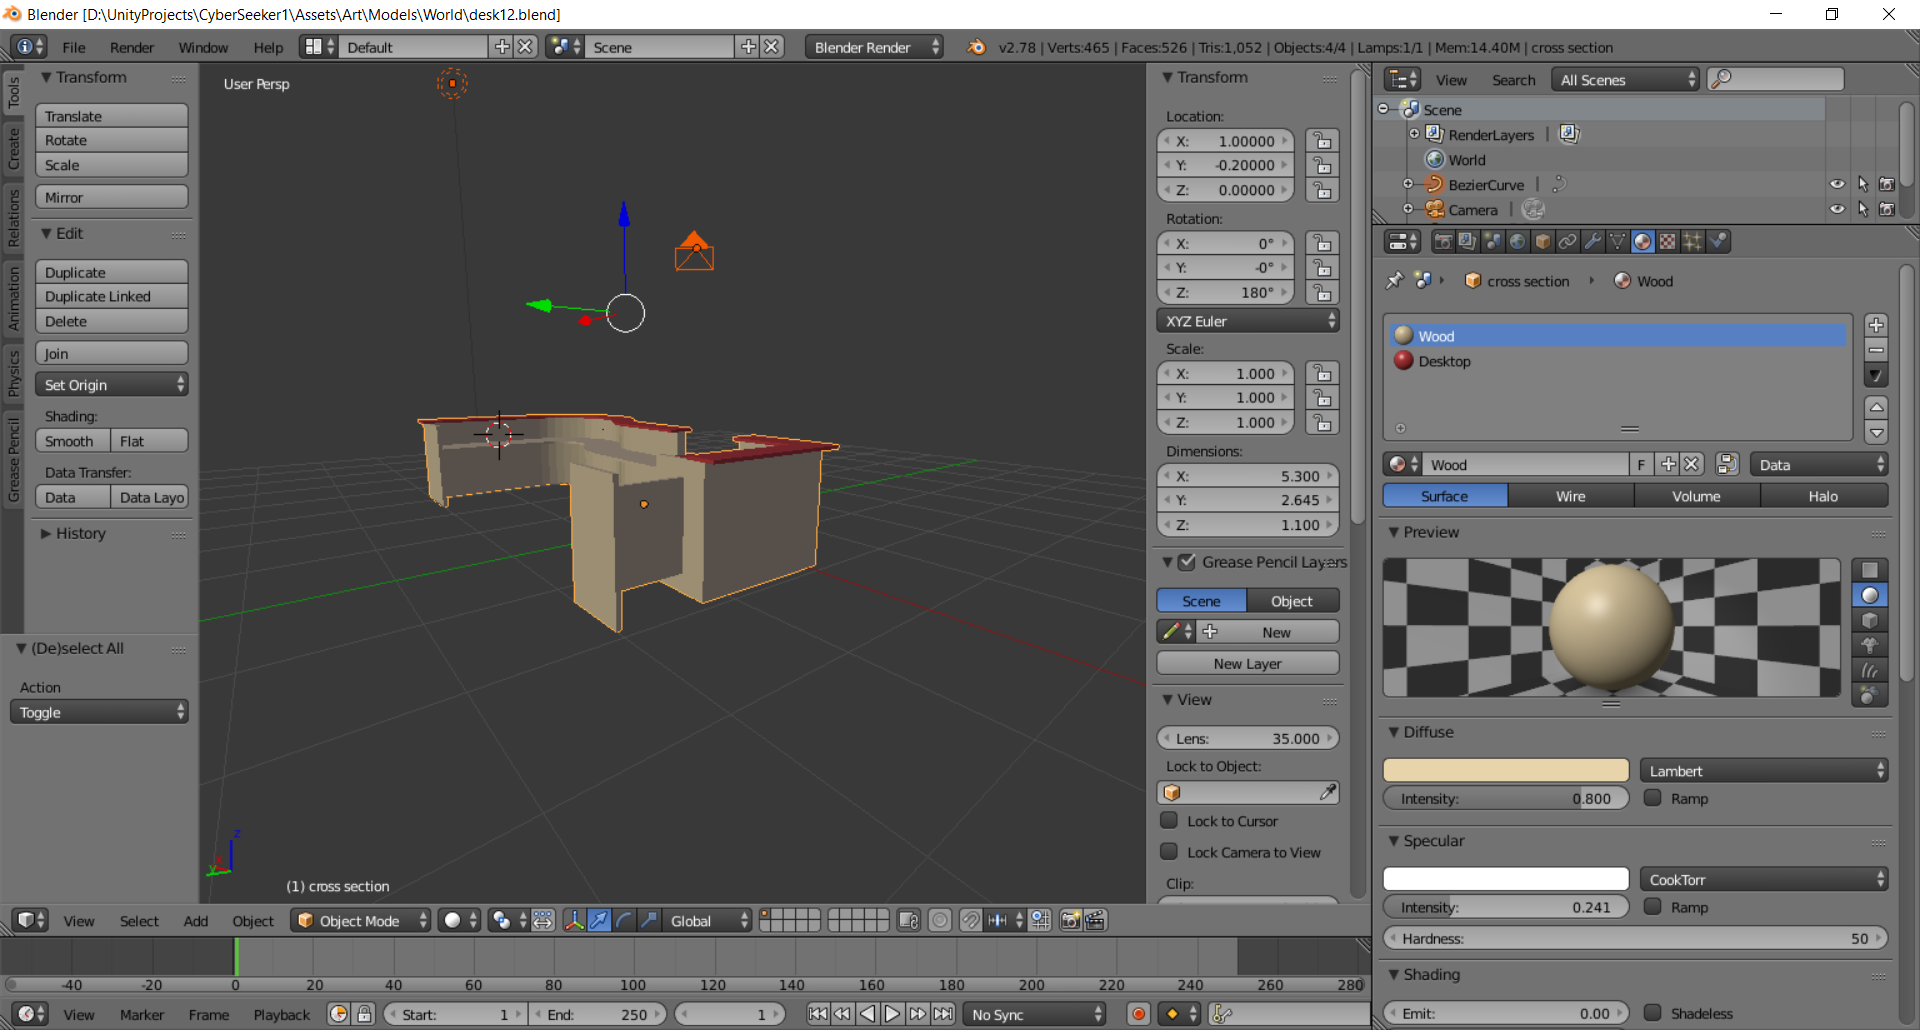 Blender [D:\UnityProjects\CyberSeeker1\Assets\Art\Models\World\desk12.blend]
File Render Window Help Default Scene Blender Render v2.78 | Verts:465 | Faces:526 | Tris:1,052 | Objects:4/4 | Lamps:1/1 | Mem:14.40M | cross section
Tools
Create
Relations
Animation
Physics
Grease Pencil
Transform
Translate
Rotate
Scale
Mirror
Edit
Duplicate
Duplicate Linked
Delete
Join
Set Origin
Shading:
Smooth Flat
Data Transfer:
Data Data Layo
History
(De)select All
Action
Toggle
User Persp
z
x
y
(1) cross section
Transform
Location:
X: 1.00000
Y: -0.20000
Z: 0.00000
Rotation:
X: 0°
Y: -0°
Z: 180°
XYZ Euler
Scale:
X: 1.000
Y: 1.000
Z: 1.000
Dimensions:
X: 5.300
Y: 2.645
Z: 1.100
Grease Pencil Layers
Scene Object
New
New Layer
View
Lens: 35.000
Lock to Object:
Lock to Cursor
Lock Camera to View
Clip:
View Search All Scenes
Scene
RenderLayers |
World
BezierCurve |
Camera |
cross section Wood
Wood
Desktop
Wood F Data
Surface Wire Volume Halo
Preview
Diffuse
Lambert
Intensity: 0.800 Ramp
Specular
CookTorr
Intensity: 0.241 Ramp
Hardness: 50
Shading
Emit: 0.00 Shadeless
View Select Add Object Object Mode Global
-40 -20 0 20 40 60 80 100 120 140 160 180 200 220 240 260 280
View Marker Frame Playback Start: 1 End: 250 1 No Sync